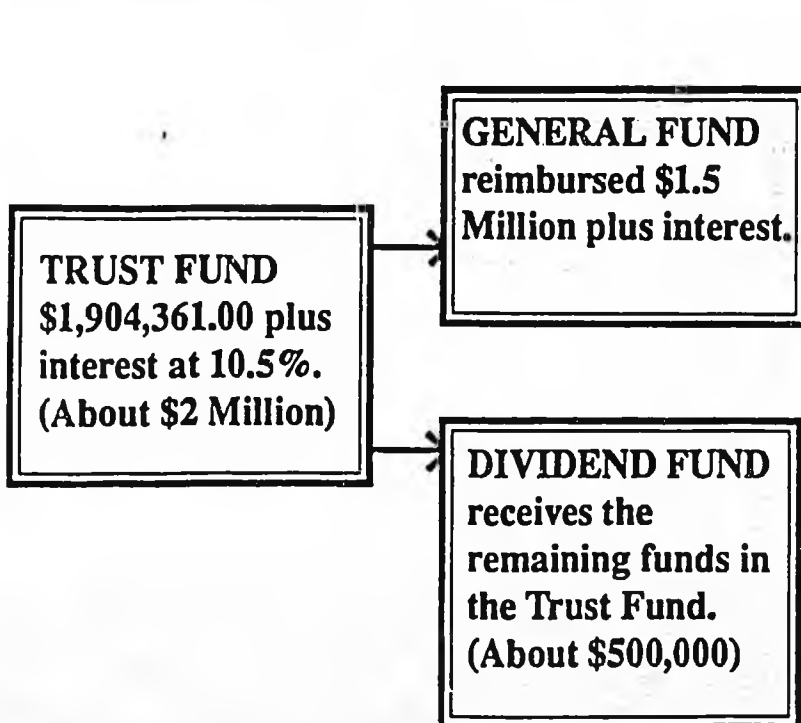 TRUST FUND
$1,904,361.00 plus
interest at 10.5%.
(About $2 Million)
GENERAL FUND
reimbursed $1.5
Million plus interest.
DIVIDEND FUND
receives the
remaining funds in
the Trust Fund.
(About $500,000)